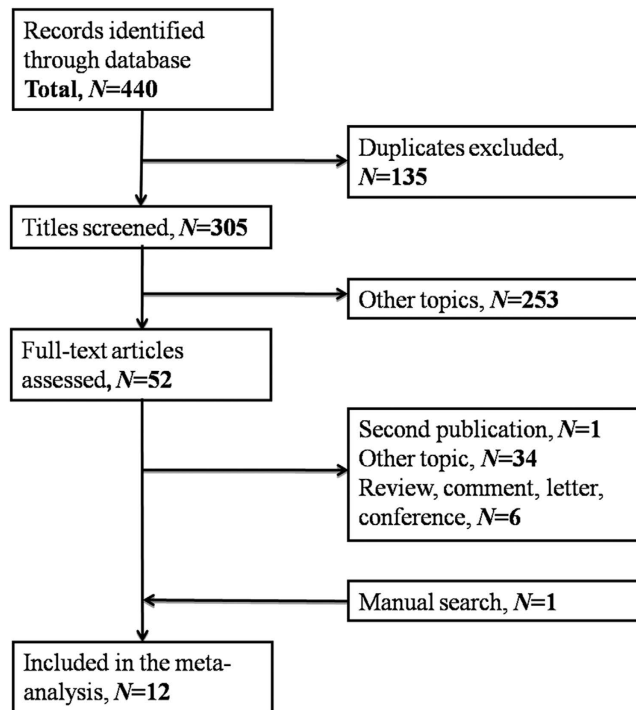 Records identified
through database
Total, N=440
Duplicates excluded,
N=135
Titles screened, N=305
Other topics, N=253
Full-text articles
assessed, N=52
Second publication, N=1
Other topic, N=34
Review, comment, letter,
conference, N=6
Manual search, N=1
Included in the meta-
analysis, N=12